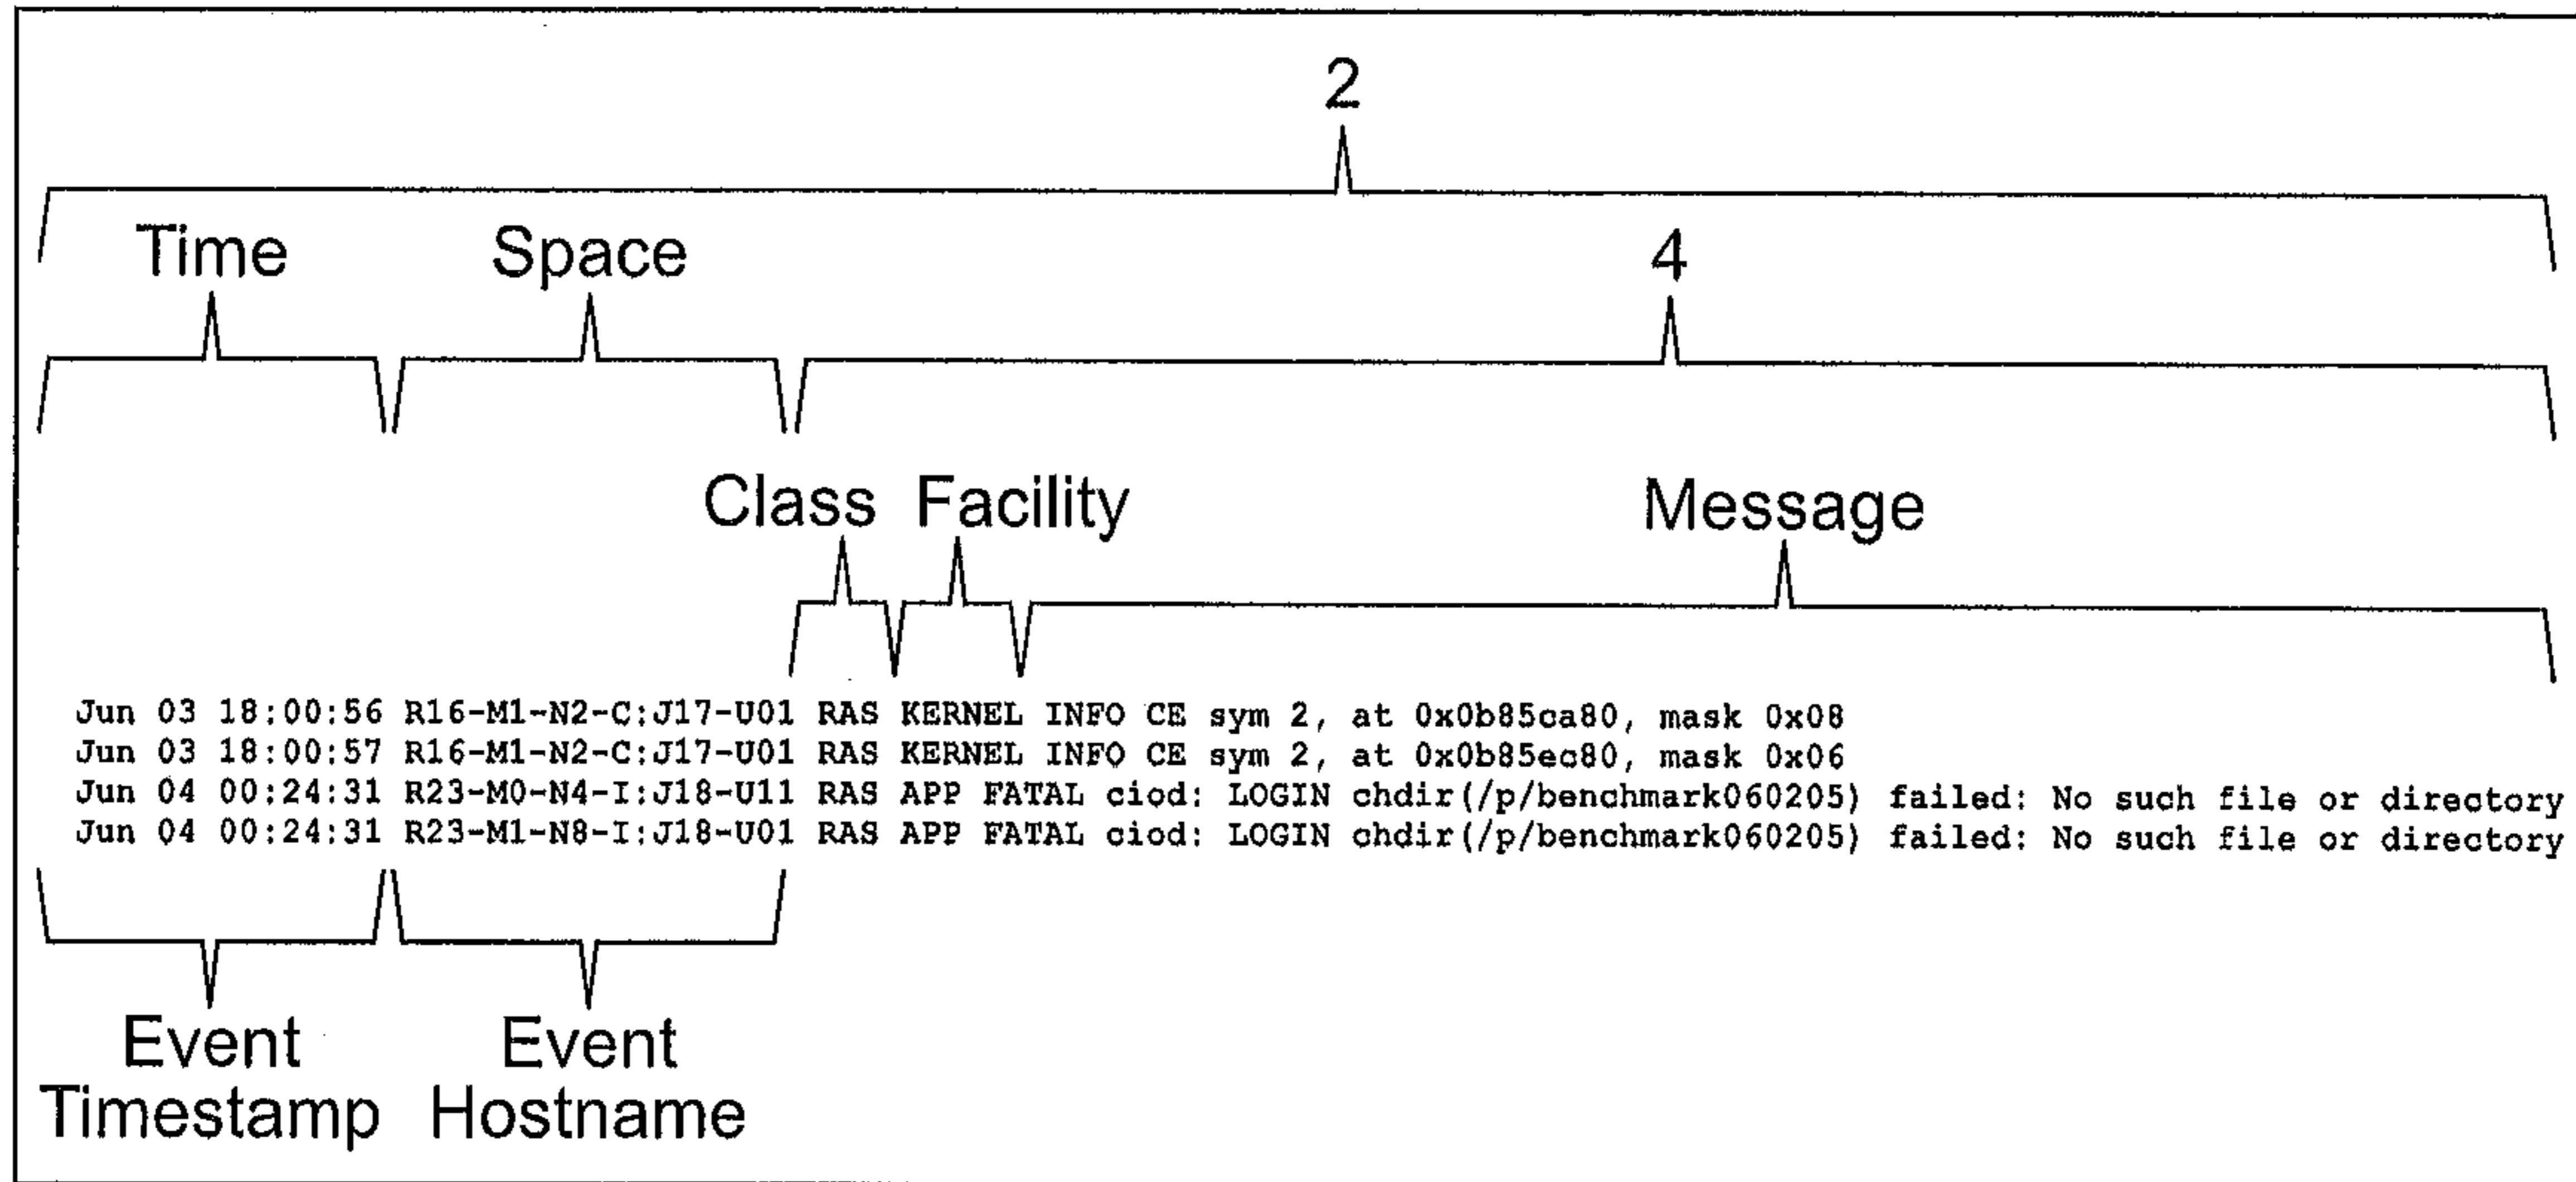 2
Time Space 4
Class Facility Message
Jun 03 18:00:56 R16-M1-N2-C:J17-U01 RAS KERNEL INFO CE sym 2, at 0x0b85ca80, mask 0x08
Jun 03 18:00:57 R16-M1-N2-C:J17-U01 RAS KERNEL INFO CE sym 2, at 0x0b85ec80, mask 0x06
Jun 04 00:24:31 R23-M0-N4-I:J18-U11 RAS APP FATAL ciod: LOGIN chdir(/p/benchmark060205) failed: No such file or directory
Jun 04 00:24:31 R23-M1-N8-I:J18-U01 RAS APP FATAL ciod: LOGIN chdir(/p/benchmark060205) failed: No such file or directory
Event Event
Timestamp Hostname